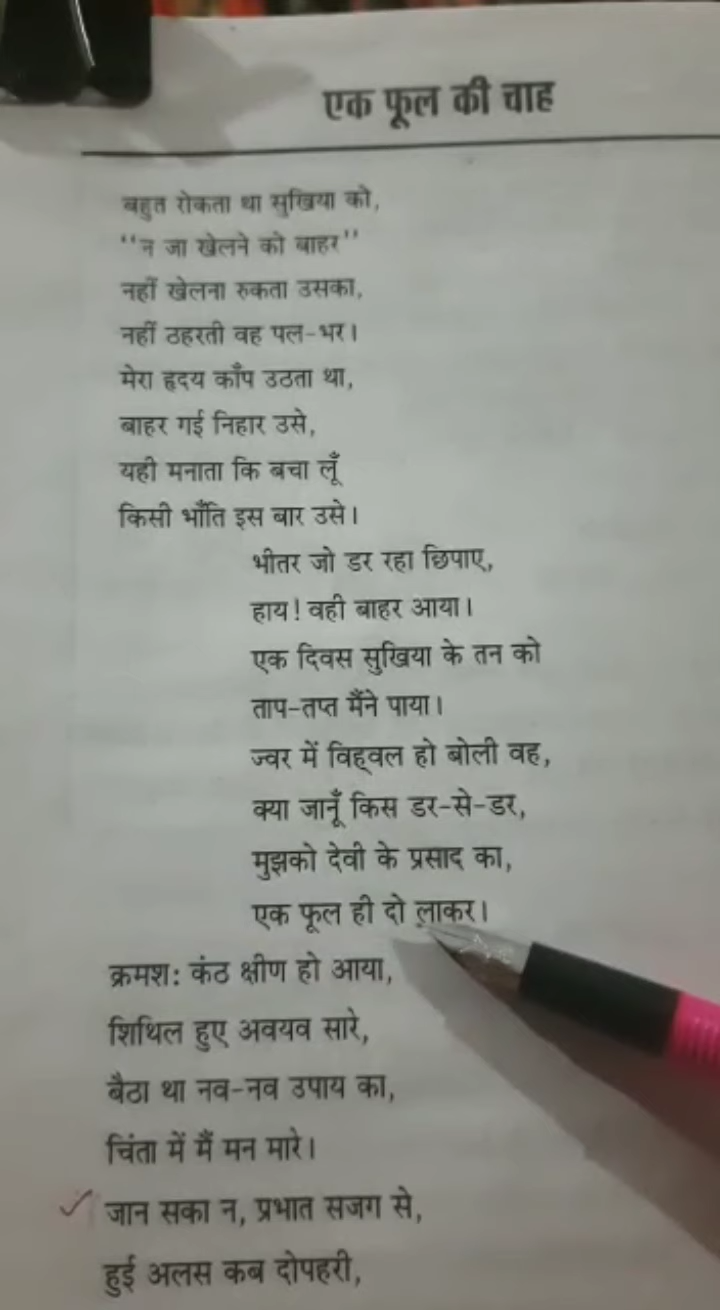 एक फूल की चाह
बहुत रोकता था सुखिया को,
''न जा खेलने को बाहर''
नहीं खेलना रुकता उसका,
नहीं ठहरती वह पल-भर।
मेरा हृदय काँप उठता था,
बाहर गई निहार उसे,
यही मनाता कि बचा लूँ
किसी भाँति इस बार उसे।
भीतर जो डर रहा छिपाए,
हाय! वही बाहर आया।
एक दिवस सुखिया के तन को
ताप-तप्त मैंने पाया।
ज्वर में विह्वल हो बोली वह,
क्या जानूँ किस डर-से-डर,
मुझको देवी के प्रसाद का,
एक फूल ही दो लाकर।
क्रमश: कंठ क्षीण हो आया,
शिथिल हुए अवयव सारे,
बैठा था नव-नव उपाय का,
चिंता में मैं मन मारे।
जान सका न, प्रभात सजग से,
हुई अलस कब दोपहरी,